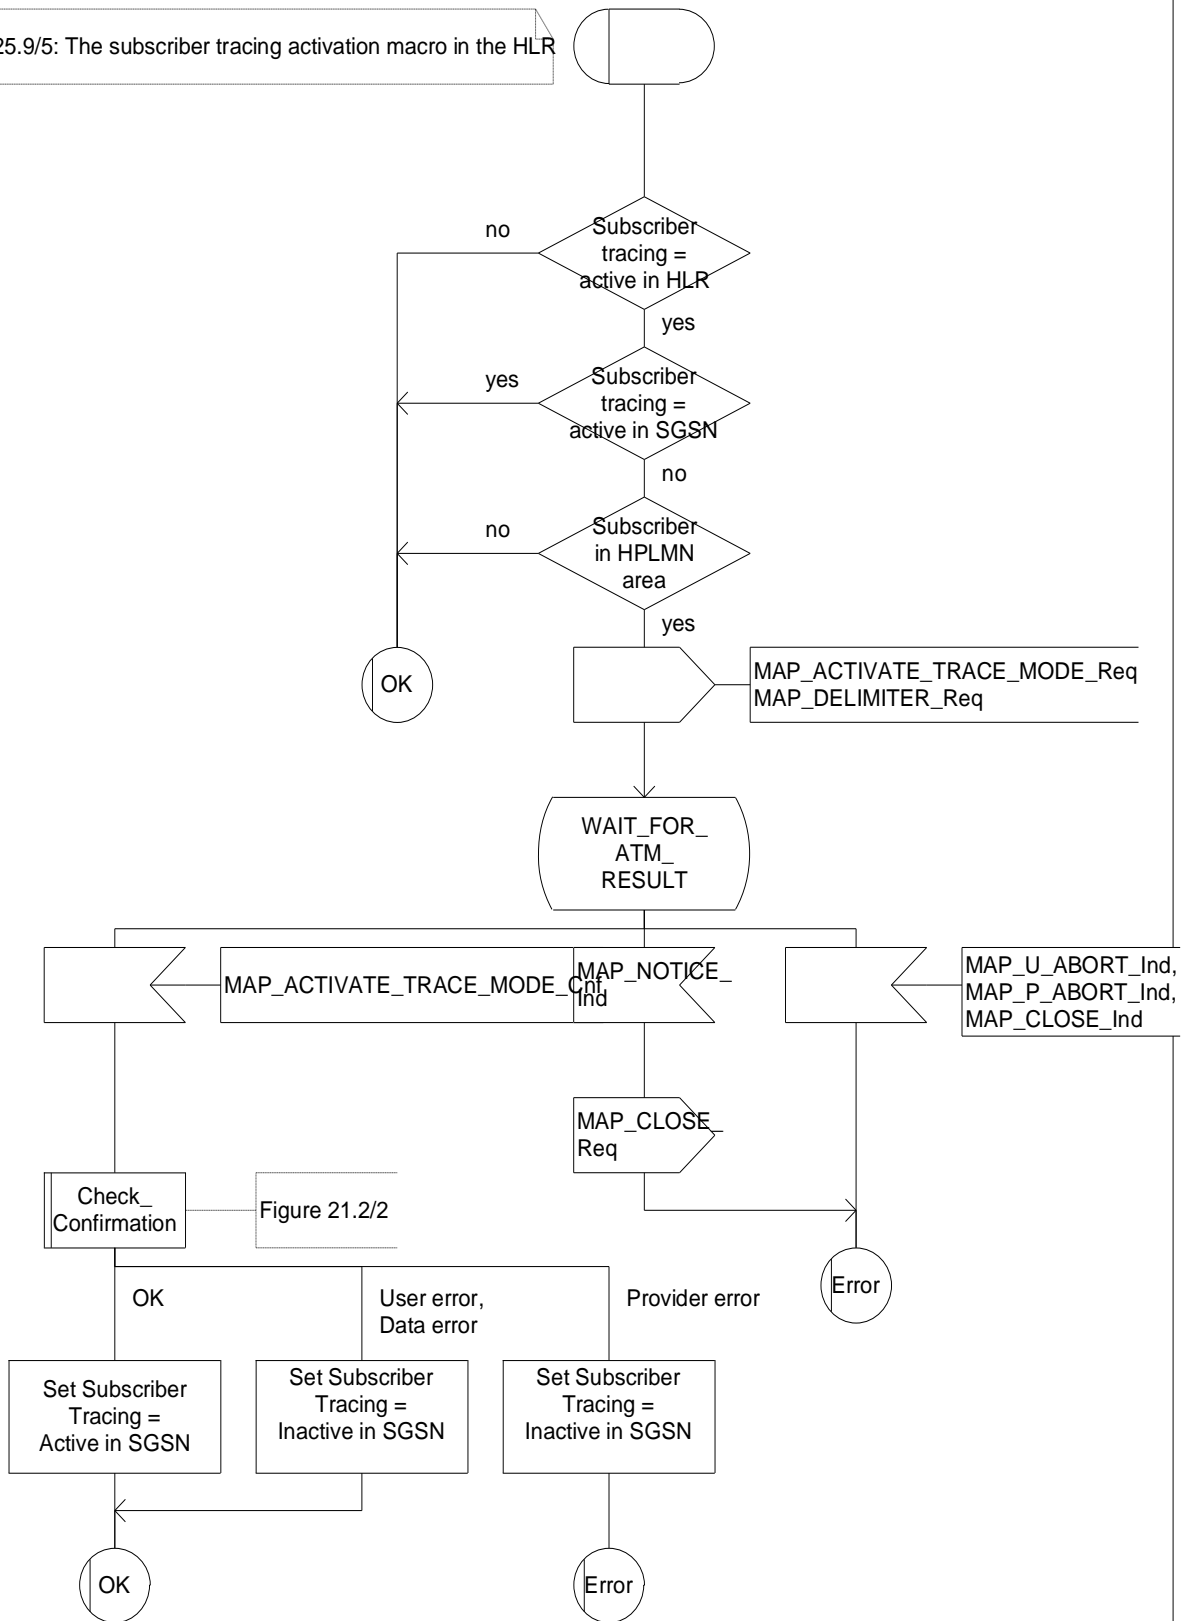 25.9/5: The subscriber tracing activation macro in the HLR
no
Subscriber
tracing =
active in HLR
yes
yes
Subscriber
tracing =
active in SGSN
no
no
Subscriber
in HPLMN
area
yes
OK
MAP_ACTIVATE_TRACE_MODE_Req
MAP_DELIMITER_Req
WAIT_FOR_
ATM_
RESULT
MAP_ACTIVATE_TRACE_MODE_Cnf
MAP_NOTICE_
Ind
MAP_U_ABORT_Ind,
MAP_P_ABORT_Ind,
MAP_CLOSE_Ind
MAP_CLOSE_
Req
Check_
Confirmation
Figure 21.2/2
Error
OK
User error,
Data error
Provider error
Set Subscriber
Tracing =
Active in SGSN
Set Subscriber
Tracing =
Inactive in SGSN
Set Subscriber
Tracing =
Inactive in SGSN
OK
Error